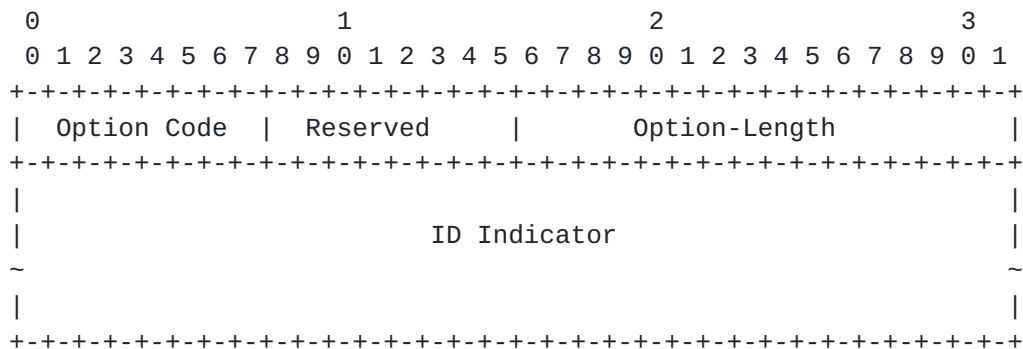 0                   1                   2                   3
 0 1 2 3 4 5 6 7 8 9 0 1 2 3 4 5 6 7 8 9 0 1 2 3 4 5 6 7 8 9 0 1
+-+-+-+-+-+-+-+-+-+-+-+-+-+-+-+-+-+-+-+-+-+-+-+-+-+-+-+-+-+-+-+-+
|  Option Code  |  Reserved     |       Option-Length           |
+-+-+-+-+-+-+-+-+-+-+-+-+-+-+-+-+-+-+-+-+-+-+-+-+-+-+-+-+-+-+-+-+
|                                                               |
|                          ID Indicator                         |
~                                                               ~
|                                                               |
+-+-+-+-+-+-+-+-+-+-+-+-+-+-+-+-+-+-+-+-+-+-+-+-+-+-+-+-+-+-+-+-+